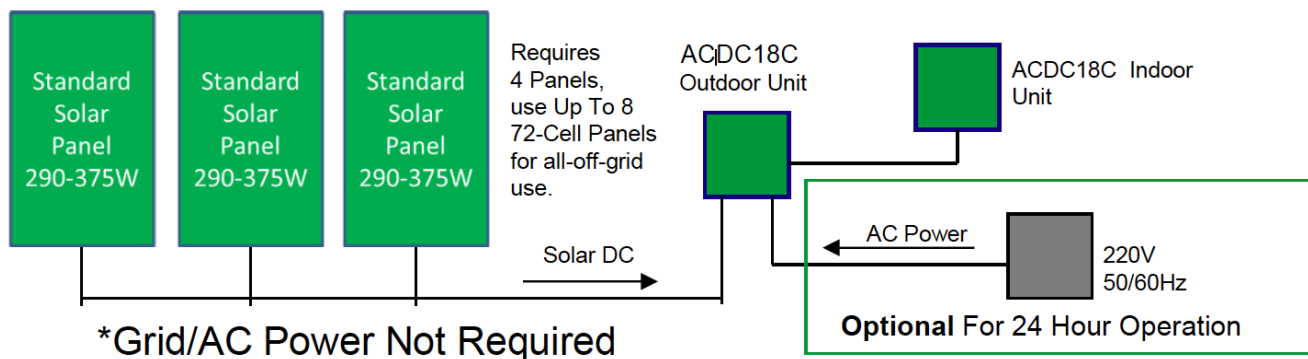 Standard
Solar
Panel
290-375W
Standard
Solar
Panel
290-375W
Standard
Solar
Panel
290-375W
Requires
4 Panels,
use Up To 8
72-Cell Panels
for all-off-grid
use.
ACDC18C
Outdoor Unit
ACDC18C Indoor
Unit
Solar DC
AC Power
220V
50/60Hz
Optional For 24 Hour Operation
*Grid/AC Power Not Required